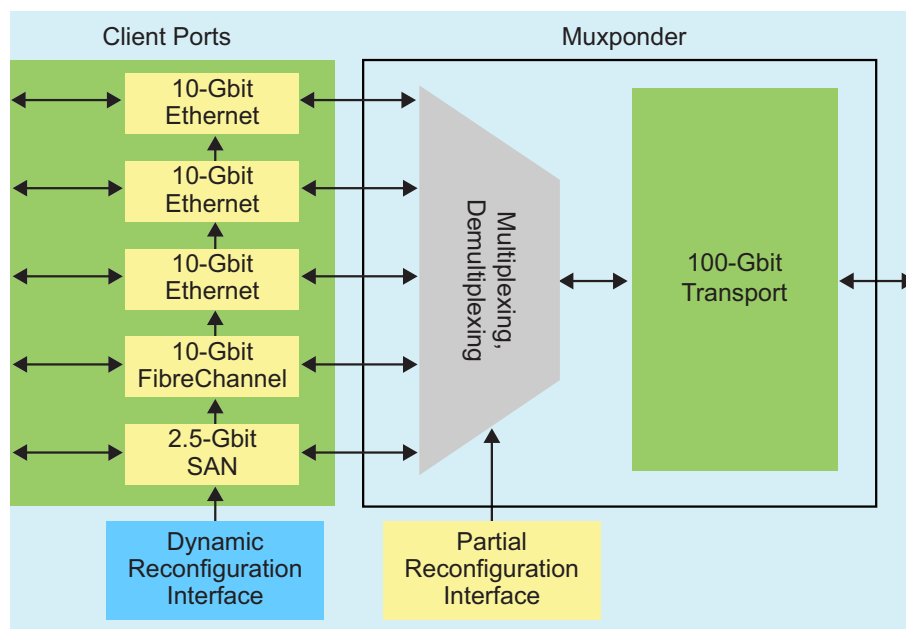 Client Ports
Muxponder
10-Gbit
Ethernet
10-Gbit
Ethernet
10-Gbit
Ethernet
10-Gbit
FibreChannel
2.5-Gbit
SAN
Multiplexing,
Demultiplexing
100-Gbit
Transport
Dynamic
Reconfiguration
Interface
Partial
Reconfiguration
Interface